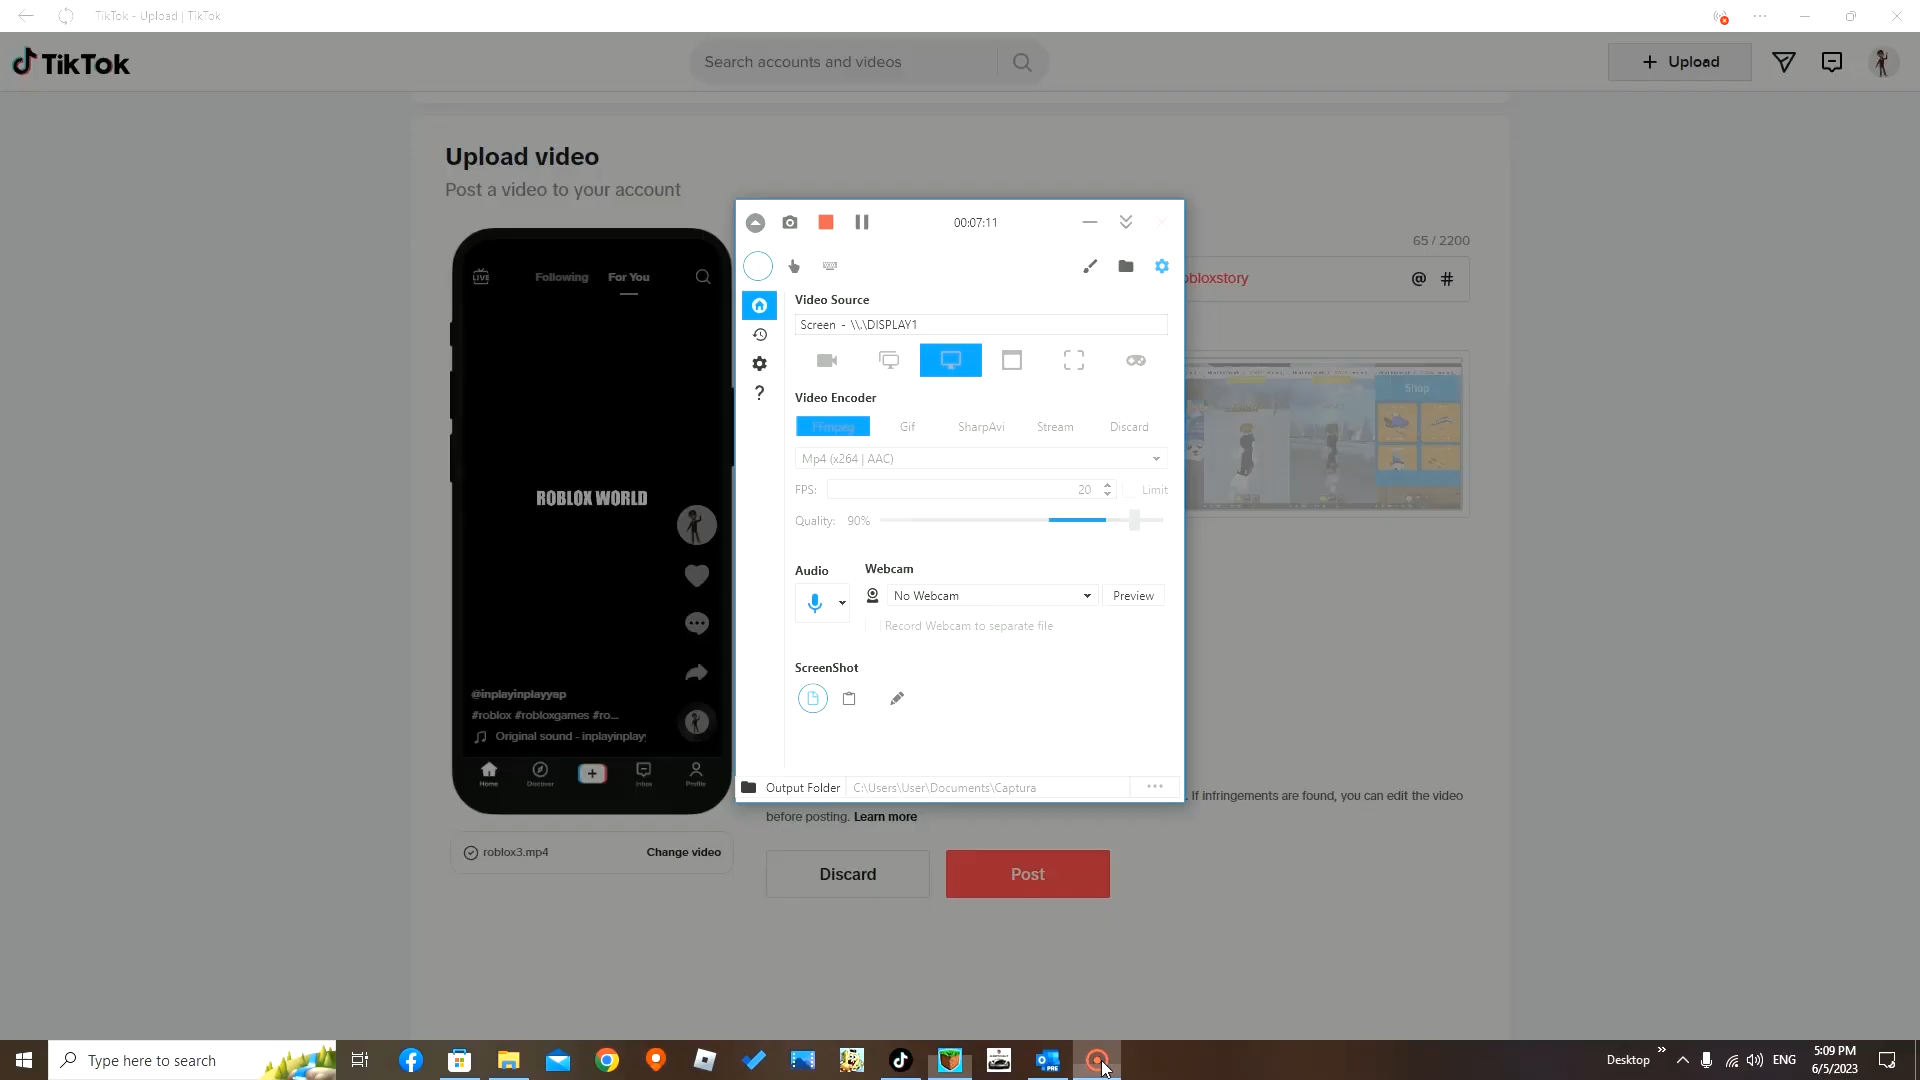 TikTok - Upload | TikTok
TikTok
Search accounts and videos
Upload
Upload video
Post a video to your account
LIVE
Following
For You
ROBLOX WORLD
@inplayinplayyap
#roblox #robloxgames #ro...
Original sound - inplayinplayy
Home
Discover
Inbox
Profile
roblox3.mp4
Change video
00:07:11
Video Source
Screen - \\.\DISPLAY1
Video Encoder
FFmpeg
Gif
SharpAvi
Stream
Discard
Mp4 (x264 | AAC)
FPS:
20
Limit
Quality:
90%
Audio
Webcam
No Webcam
Preview
Record Webcam to separate file
ScreenShot
Output Folder
C:\Users\User\Documents\Captura
...
65 / 2200
obloxstory
@ #
Shop
. If infringements are found, you can edit the video
before posting. Learn more
Discard
Post
Type here to search
PRE
Desktop
ENG
5:09 PM
6/5/2023